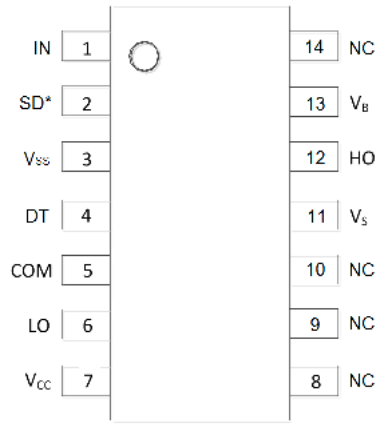 IN 1 14 NC
SD* 2 13 VB
VSS 3 12 HO
DT 4 11 VS
COM 5 10 NC
LO 6 9 NC
VCC 7 8 NC